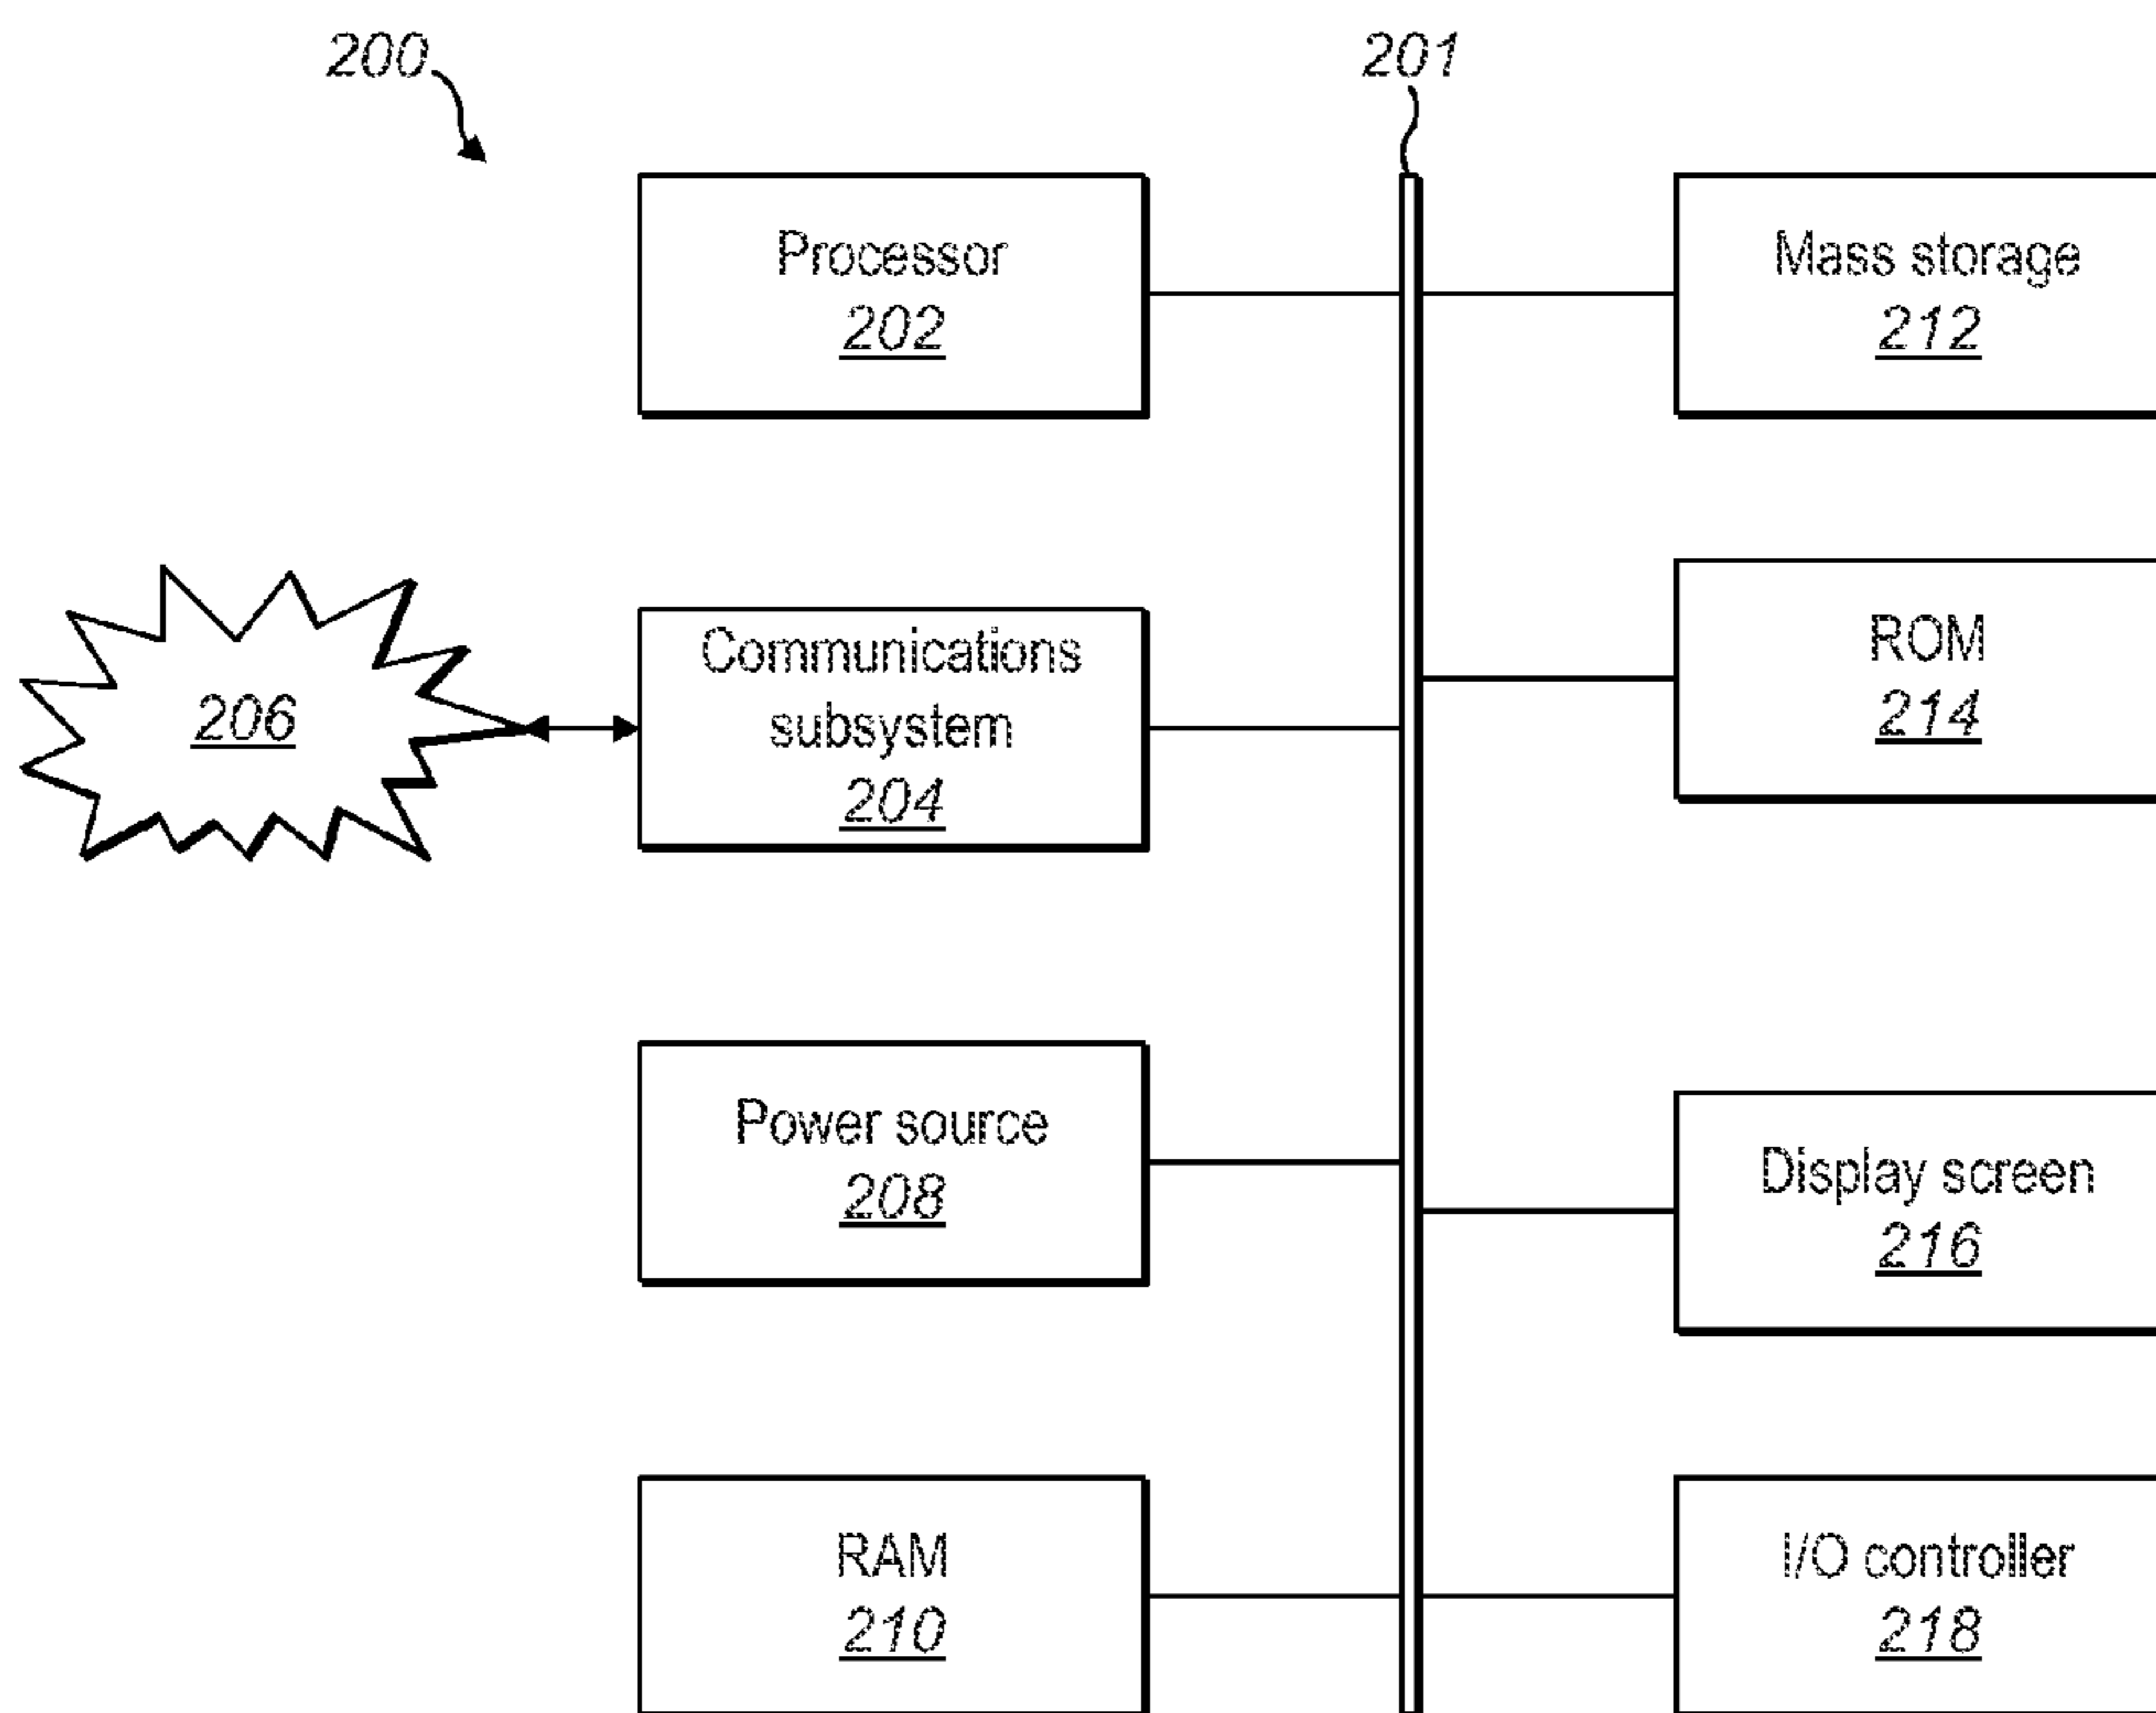 200
201
Processor
202
Mass storage
212
Communications
subsystem
204
206
ROM
214
Power source
208
Display screen
216
RAM
210
I/O controller
218